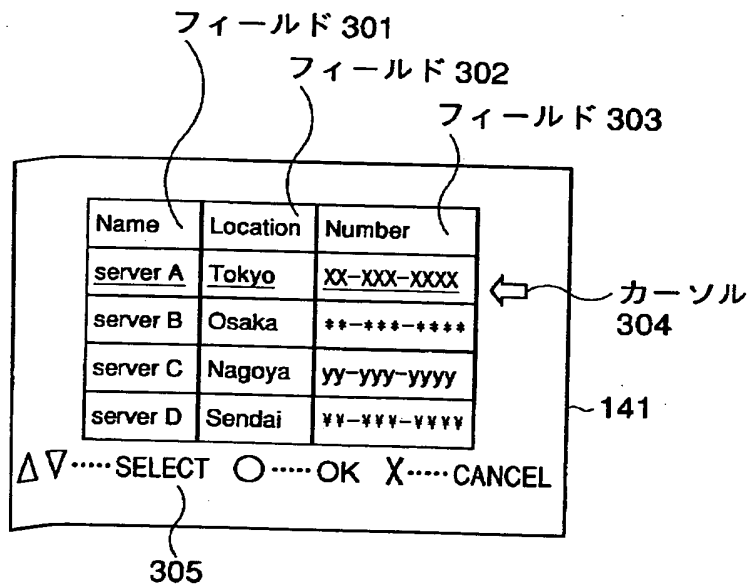 フィールド 301
フィールド 302
フィールド 303
Name Location Number
server A Tokyo XX-XXX-XXXX
カーソル
304
server B Osaka **-***-****
server C Nagoya yy-yyy-yyyy
141
server D Sendai ¥¥-¥¥¥-¥¥¥¥
△▽·····SELECT ○·····OK X·····CANCEL
305